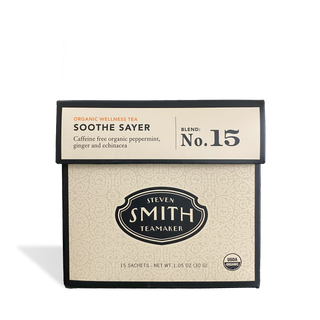 ORGANIC WELLNESS TEA
SOOTHE SAYER
Caffeine free organic peppermint,
ginger and echinacea
BLEND:
No. 15
STEVEN
SMITH
TEAMAKER
USDA
ORGANIC
15 SACHETS · NET WT. 1.05 OZ (30 G)